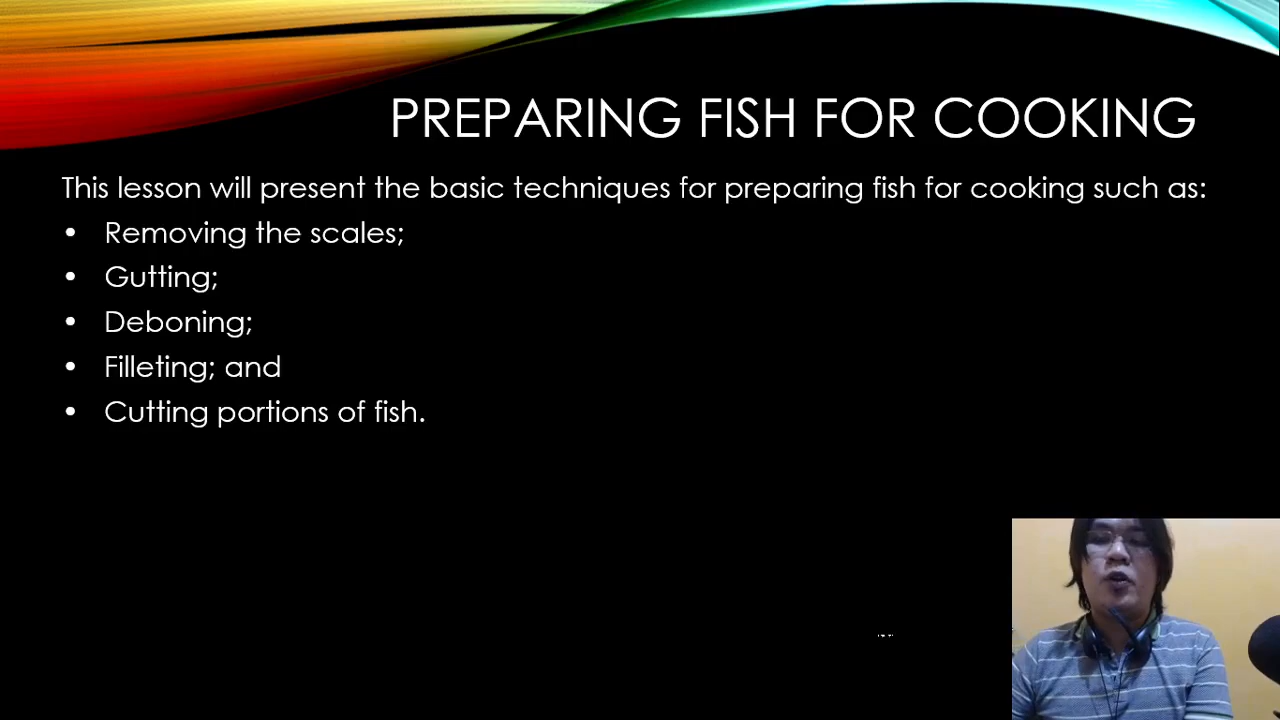 PREPARING FISH FOR COOKING
This lesson will present the basic techniques for preparing fish for cooking such as:
• Removing the scales;
• Gutting;
• Deboning;
• Filleting; and
• Cutting portions of fish.